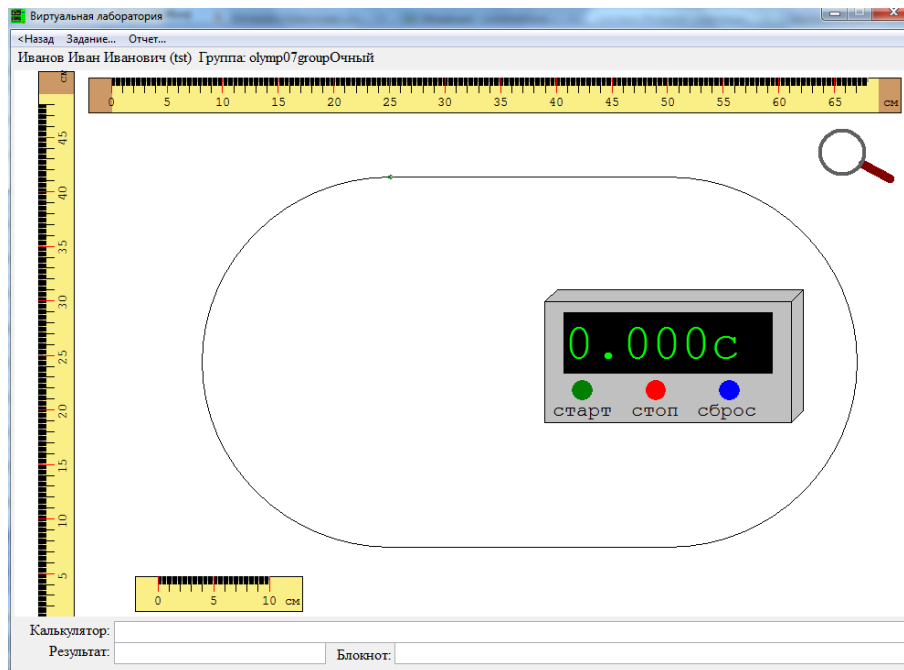 Виртуальная лаборатория
<Назад Задание... Отчет...
Иванов Иван Иванович (tst) Группа: olymp07groupОчный
см
0 5 10 15 20 25 30 35 40 45 50 55 60 65 см
45
40
35
30
25
20
15
10
5
0.000с
старт стоп сброс
0 5 10 см
Калькулятор:
Результат: Блокнот: